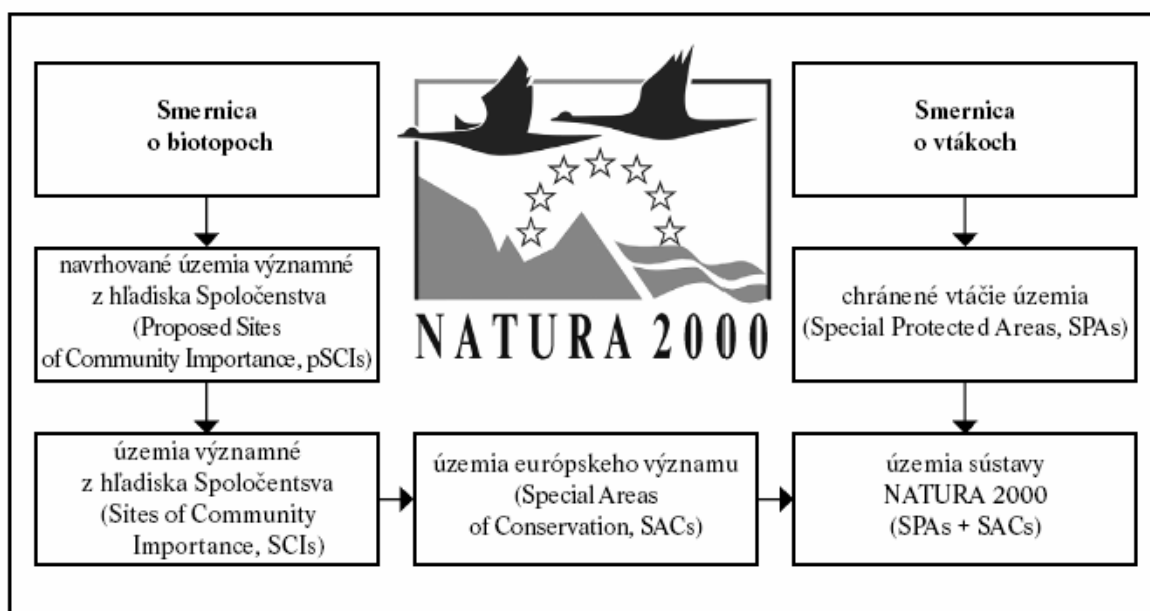 Smernica
o biotopoch
Smernica
o vtákoch
navrhované územia významné
z hľadiska Spoločenstva
(Proposed Sites
of Community Importance, pSCIs)
NATURA 2000
chránené vtáčie územia
(Special Protected Areas, SPAs)
územia významné
z hľadiska Spoločentsva
(Sites of Community
Importance, SCIs)
územia európskeho významu
(Special Areas
of Conservation, SACs)
územia sústavy
NATURA 2000
(SPAs + SACs)